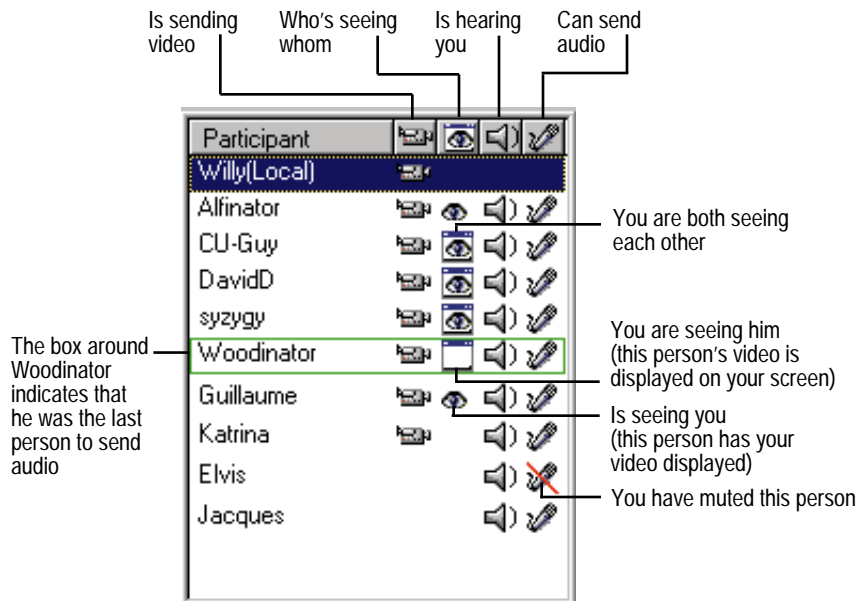 Is sending
video
Who's seeing
whom
Is hearing
you
Can send
audio
Participant
Willy(Local)
Alfinator
CU-Guy
DavidD
syzygy
Woodinator
Guillaume
Katrina
Elvis
Jacques
The box around
Woodinator
indicates that
he was the last
person to send
audio
You are both seeing
each other
You are seeing him
(this person's video is
displayed on your screen)
Is seeing you
(this person has your
video displayed)
You have muted this person